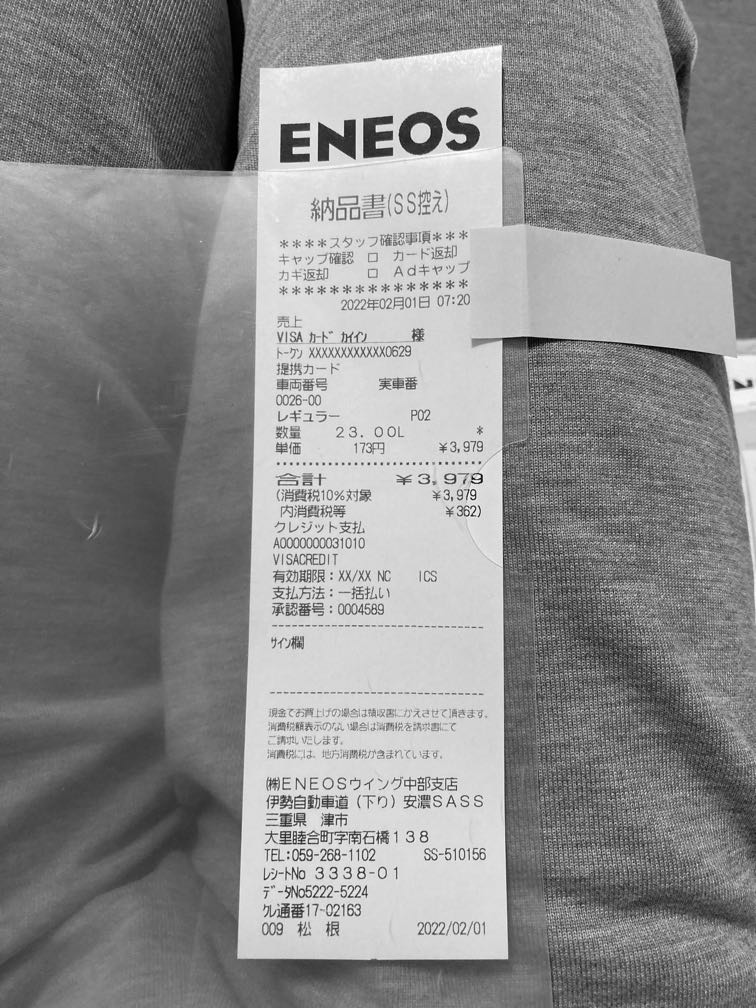 ENEOS
納品書(SS控え)
****スタッフ確認事項***
キャップ確認 □ カード返却
カギ返却 □ Adキャップ
***************
2022年02月01日 07:20
売上
VISA カード カイイン 様
トークン XXXXXXXXXXXX0629
提携カード
車両番号 実車番
0026-00
レギュラー P02
数量 23.00L *
単価 173円 ¥3,979
合計 ¥3,979
(消費税10%対象 ¥3,979
内消費税等 ¥362)
クレジット支払
A0000000031010
VISACREDIT
有効期限:XX/XX NC ICS
支払方法:一括払い
承認番号:0004589
サイン欄
現金でお買上げの場合は領収書にかえさせて頂きます。
消費税額表示のない場合は消費税を請求書にて
ご請求いたします。
消費税には、地方消費税が含まれています。
㈱ENEOSウイング中部支店
伊勢自動車道(下り)安濃SASS
三重県 津市
大里睦合町字南石橋138
TEL:059-268-1102 SS-510156
レシートNo 3338-01
データNo5222-5224
クレ通番17-02163
009 松 根 2022/02/01